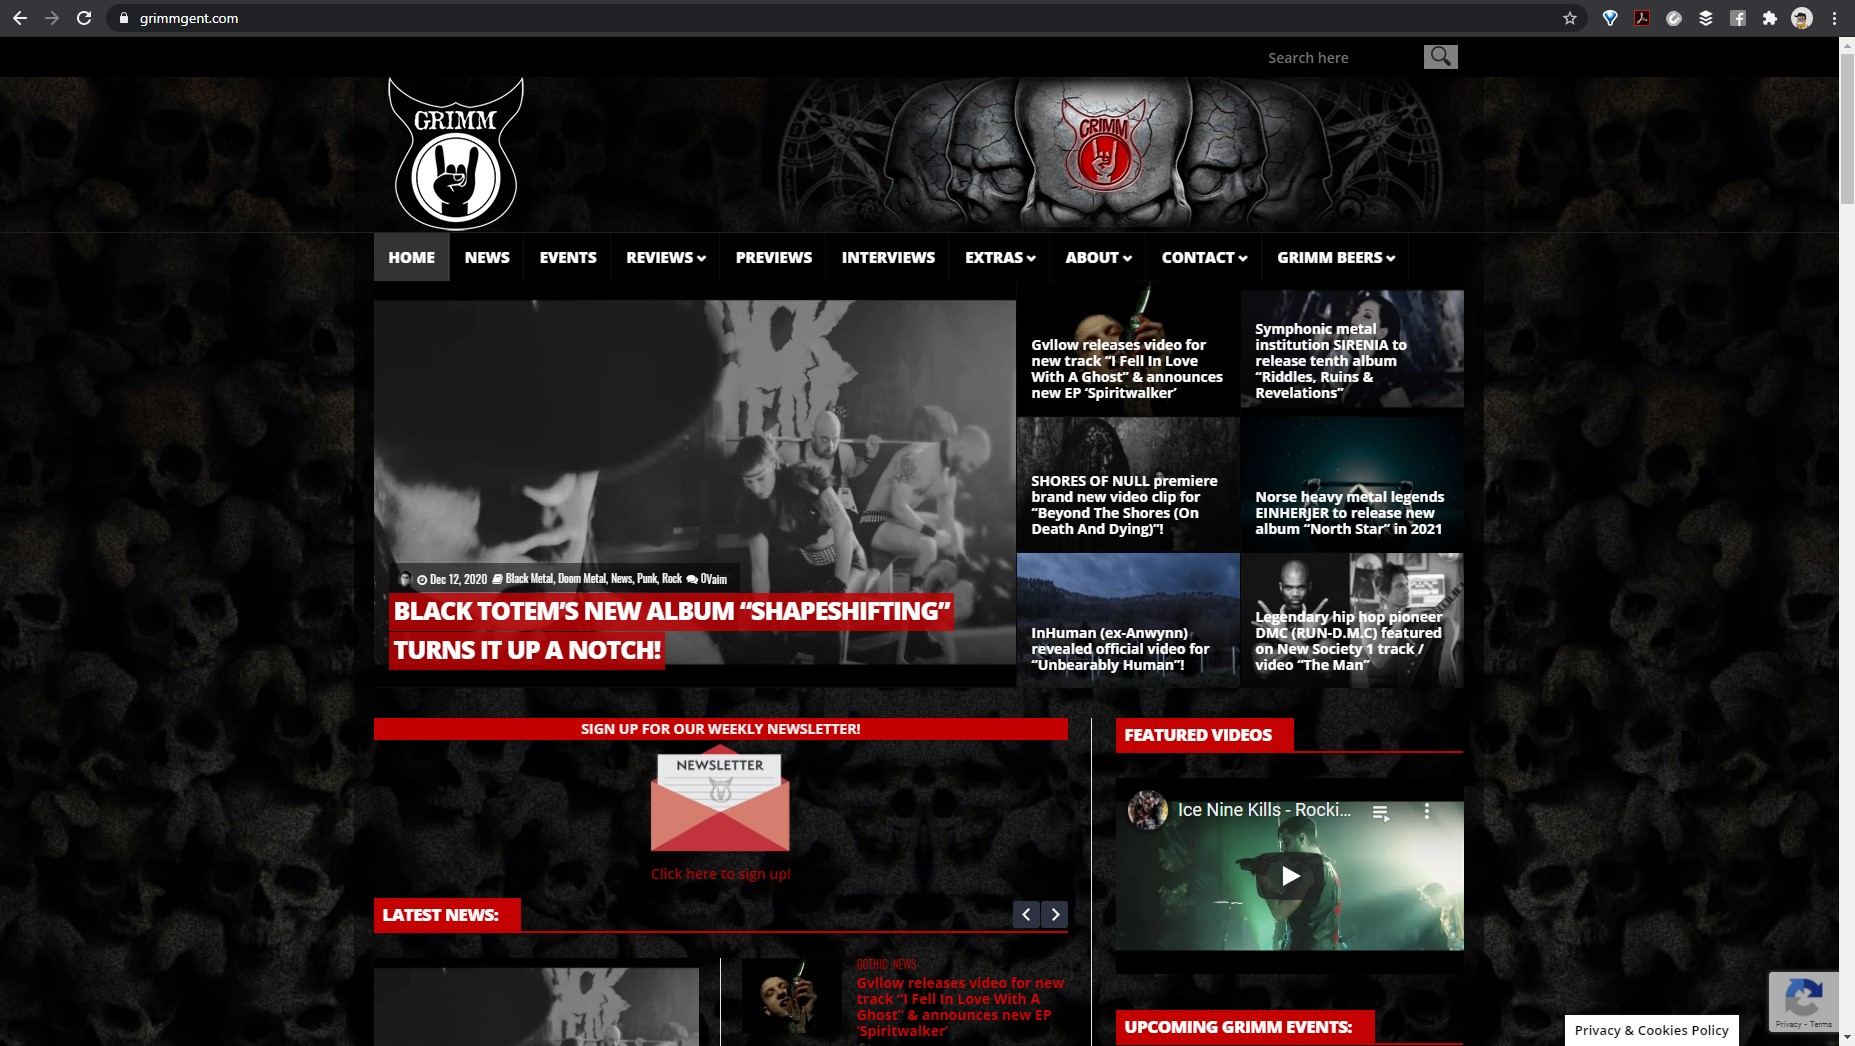 grimmgent.com
Search here
GRIMM
GRIMM
HOME
NEWS
EVENTS
REVIEWS
PREVIEWS
INTERVIEWS
EXTRAS
ABOUT
CONTACT
GRIMM BEERS
Dec 12, 2020 Black Metal, Doom Metal, News, Punk, Rock 0Vaim
BLACK TOTEM’S NEW ALBUM “SHAPESHIFTING”
TURNS IT UP A NOTCH!
Gvllow releases video for
new track “I Fell In Love
With A Ghost” & announces
new EP ‘Spiritwalker’
Symphonic metal
institution SIRENIA to
release tenth album
“Riddles, Ruins &
Revelations”
SHORES OF NULL premiere
brand new video clip for
“Beyond The Shores (On
Death And Dying)”!
Norse heavy metal legends
EINHERJER to release new
album “North Star” in 2021
InHuman (ex-Anwynn)
revealed official video for
“Unbearably Human”!
Legendary hip hop pioneer
DMC (RUN-D.M.C) featured
on New Society 1 track /
video “The Man”
SIGN UP FOR OUR WEEKLY NEWSLETTER!
NEWSLETTER
Click here to sign up!
LATEST NEWS:
GOTHIC NEWS
Gvllow releases video for new
track “I Fell In Love With A
Ghost” & announces new EP
‘Spiritwalker’
FEATURED VIDEOS
Ice Nine Kills - Rocki...
UPCOMING GRIMM EVENTS:
Privacy - Terms
Privacy & Cookies Policy